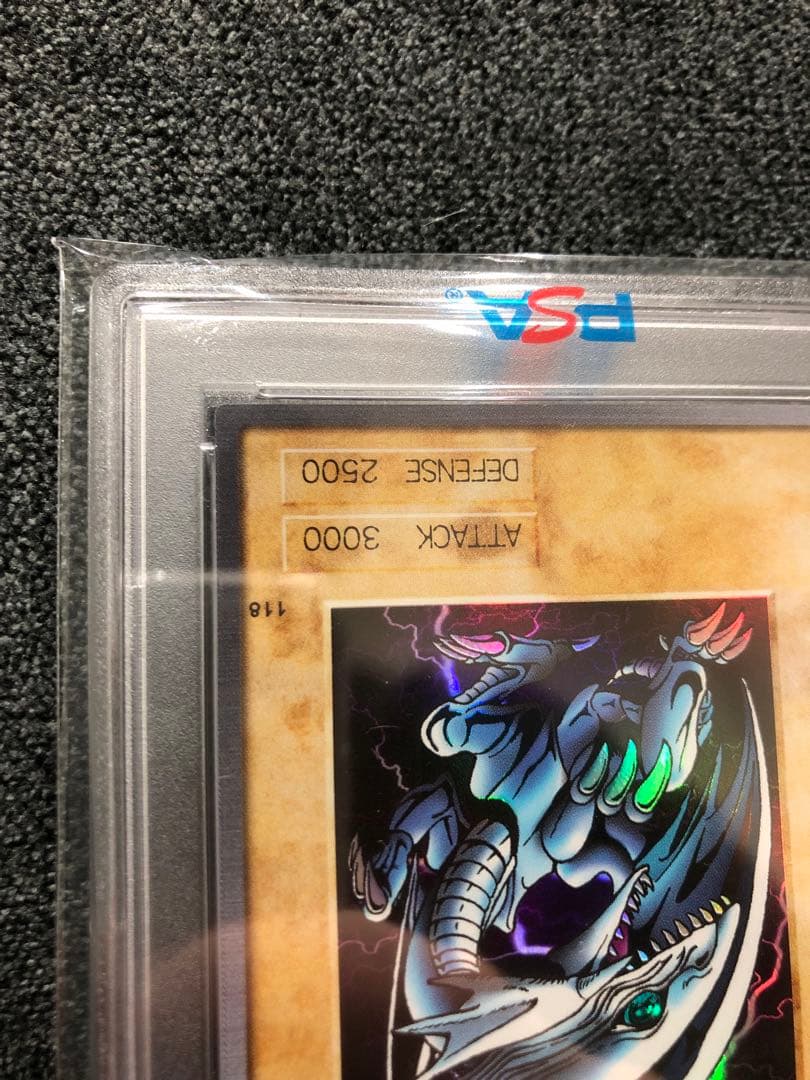 PSA®
DEFENSE 2500
ATTACK 3000
118